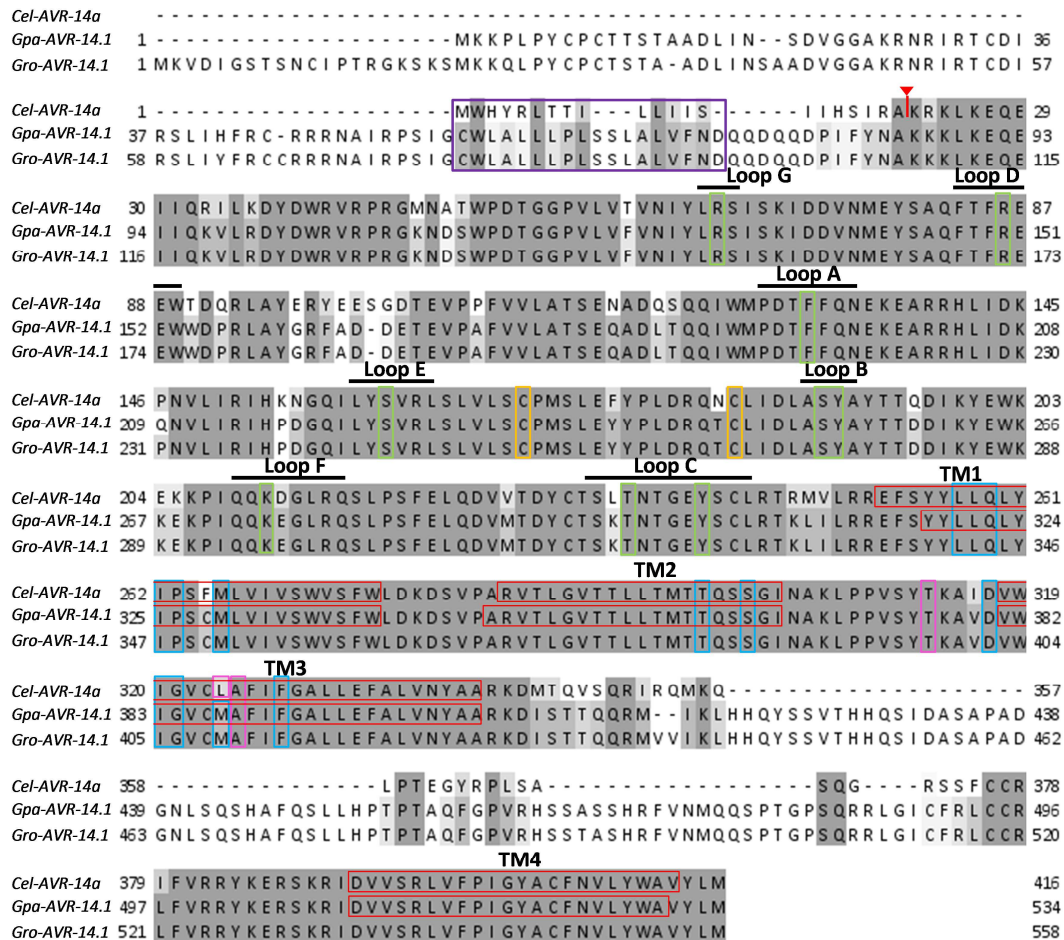 Cel-AVR-14a - - - - - - - - - - - - - - - - - - - - - - - - - - - - - - - - - - - - - - - - - - - - - - - - - - - - - - - - - -
Gpa-AVR-14.1 1 - - - - - - - - - - - - - - - - - - - - MKKPLPYCPCTTSTAADLIN--SDVGGAKRNRIRTCDI 36
Gro-AVR-14.1 1 MKVDIGSTSNCIPTRGKSKSMKKQLPYCPCTSTA-ADLINSAADVGGAKRNRIRTCDI 57
Cel-AVR-14a 1 MWHYRLTTI---LLIIS-----IIHSIRAKRKLKEQE 29
Gpa-AVR-14.1 37 RSLIHFRC-RRRNAIRPSIGCWLALLLPLSSLALVFNDQQDQQDPIFYNAKKKLKEQE 93
Gro-AVR-14.1 58 RSLIYFRCCRRRNAIRPSIGCWLALLLPLSSLALVFNDQQDQQDPIFYNAKKKLKEQE 115
Loop G Loop D
Cel-AVR-14a 30 IIQRILKDYDWRVRPRGMNATWPDTGGPVLVTVNIYLRSISKIDDVNMEYSAQFTFRE 87
Gpa-AVR-14.1 94 IIQKVLRDYDWRVRPRGKNDSWPDTGGPVLVFVNIYLRSISKIDDVNMEYSAQFTFRE 151
Gro-AVR-14.1 116 IIQKVLRDYDWRVRPRGKNDSWPDTGGPVLVFVNIYLRSISKIDDVNMEYSAQFTFRE 173
Loop A
Cel-AVR-14a 88 EWTDQRLAYERYEESGDTEVPPFVVLATSENADQSQQIWMPDTFFQNEKEARRHLIDK 145
Gpa-AVR-14.1 152 EWWDPRLAYGRFAD-DETEVPAFVVLATSEQADLTQQIWMPDTFFQNEKEARRHLIDK 208
Gro-AVR-14.1 174 EWWDPRLAYGRFAD-DETEVPAFVVLATSEQADLTQQIWMPDTFFQNEKEARRHLIDK 230
Loop E Loop B
Cel-AVR-14a 146 PNVLIRIHKNGQILYSVRLSLVLSCPMSLEFYPLDRQNCLIDLASYAYTTQDIKYEWK 203
Gpa-AVR-14.1 209 QNVLIRIHPDGQILYSVRLSLVLSCPMSLEYYPLDRQTCLIDLASYAYTTDDIKYEWK 266
Gro-AVR-14.1 231 PNVLIRIHPDGQILYSVRLSLVLSCPMSLEYYPLDRQTCLIDLASYAYTTDDIKYEWK 288
Loop F Loop C TM1
Cel-AVR-14a 204 EKKPIQQKDGLRQSLPSFELQDVVTDYCTSLTNTGEYSCLRTRMVLRREFSYYLLQLY 261
Gpa-AVR-14.1 267 KEKPIQQKEGLRQSLPSFELQDVMTDYCTSKTNTGEYSCLRTKLILRREFSYYLLQLY 324
Gro-AVR-14.1 289 KEKPIQQKEGLRQSLPSFELQDVMTDYCTSKTNTGEYSCLRTKLILRREFSYYLLQLY 346
TM2
Cel-AVR-14a 262 IPSFMLVIVSWVSFWLDKDSVPARVTLGVTTLLTMTTQSSGINAKLPPVSYTKAIDVW 319
Gpa-AVR-14.1 325 IPSCMLVIVSWVSFWLDKDSVPARVTLGVTTLLTMTTQSSGINAKLPPVSYTKAVDVW 382
Gro-AVR-14.1 347 IPSCMLVIVSWVSFWLDKDSVPARVTLGVTTLLTMTTQSSGINAKLPPVSYTKAVDVW 404
TM3
Cel-AVR-14a 320 IGVCLAFIFGALLEFALVNYAARKDMTQVSQRIRQMKQ-------------------- 357
Gpa-AVR-14.1 383 IGVCMAFIFGALLEFALVNYAARKDISTTQQRM--IKLHHQYSSVTHHQSIDASAPAD 438
Gro-AVR-14.1 405 IGVCMAFIFGALLEFALVNYAARKDISTTQQRMVVIKLHHQYSSVTHHQSIDASAPAD 462
Cel-AVR-14a 358 ---------------LPTEGYRPLSA------------------SQG---RSSFCCR 378
Gpa-AVR-14.1 439 GNLSQSHAFQSLLHPTPTAQFGPVRHSSASSHRFVNMQQSPTGPSQRRLGICFRLCCR 496
Gro-AVR-14.1 463 GNLSQSHAFQSLLHPTPTAQFGPVRHSSTASHRFVNMQQSPTGPSQRRLGICFRLCCR 520
TM4
Cel-AVR-14a 379 IFVRRYKERSKRIDVVSRLVFPIGYACFNVLYWAVYLM 416
Gpa-AVR-14.1 497 LFVRRYKERSKRIDVVSRLVFPIGYACFNVLYWAVYLM 534
Gro-AVR-14.1 521 LFVRRYKERSKRIDVVSRLVFPIGYACFNVLYWAVYLM 558